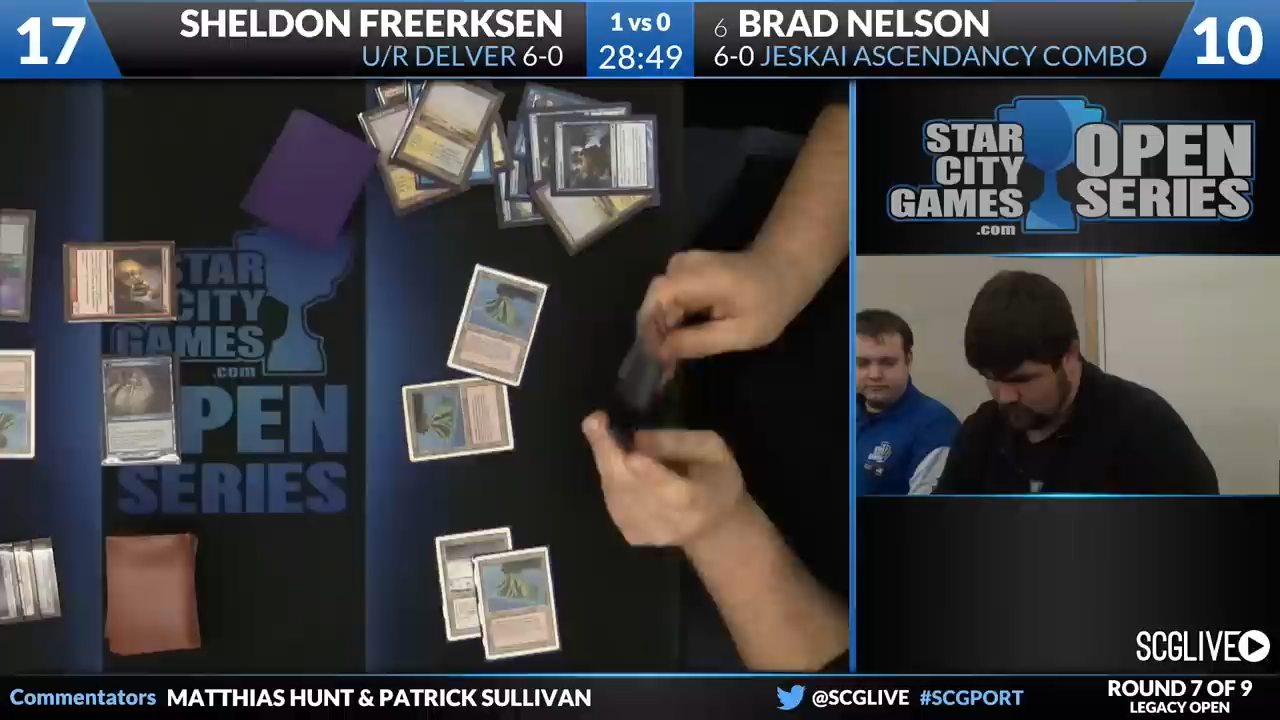 17
SHELDON FREERKSEN
U/R DELVER 6-0
1 vs 0
28:49
6 BRAD NELSON
6-0 JESKAI ASCENDANCY COMBO
10
STAR
CITY
GAMES
.com
OPEN
SERIES
STAR
CITY
GAMES
.com
OPEN
SERIES
SCGLIVE
Commentators MATTHIAS HUNT & PATRICK SULLIVAN
@SCGLIVE #SCGPORT
ROUND 7 OF 9
LEGACY OPEN